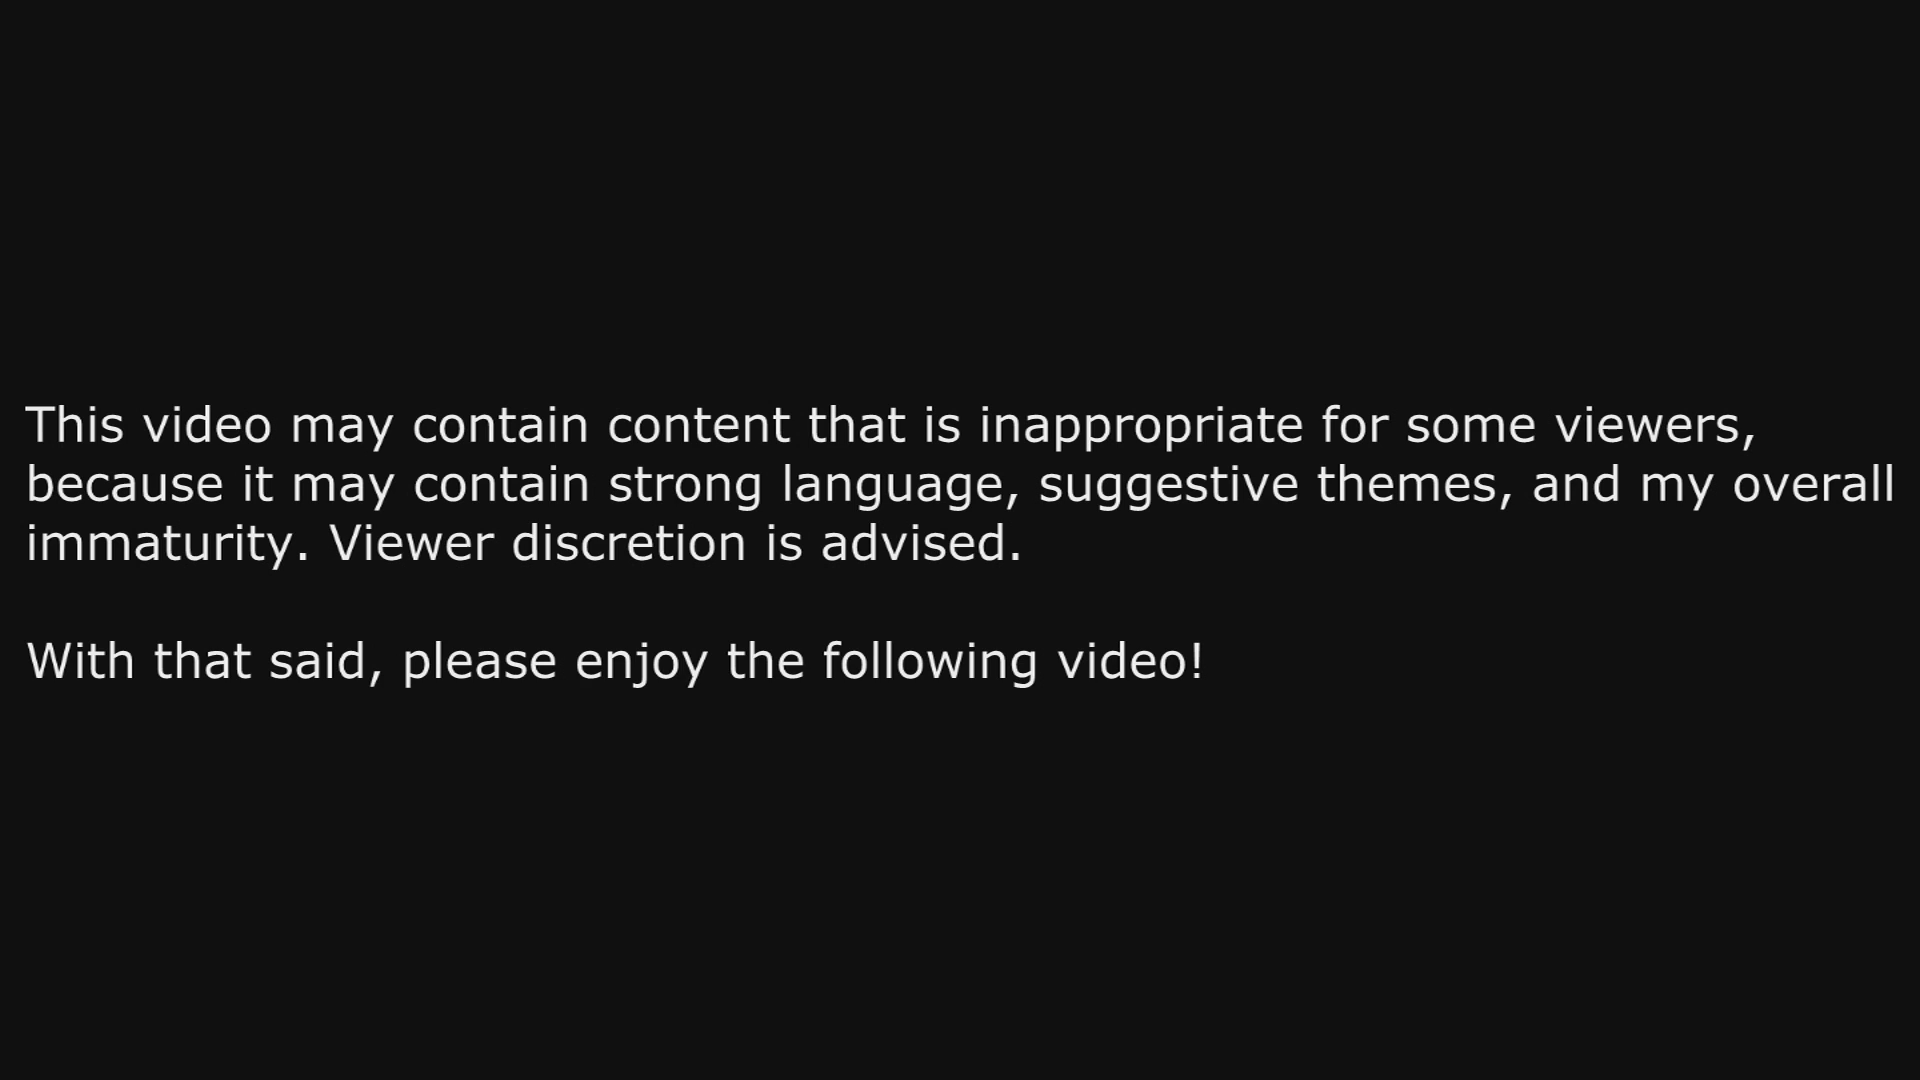 This video may contain content that is inappropriate for some viewers,
because it may contain strong language, suggestive themes, and my overall
immaturity. Viewer discretion is advised.
With that said, please enjoy the following video!